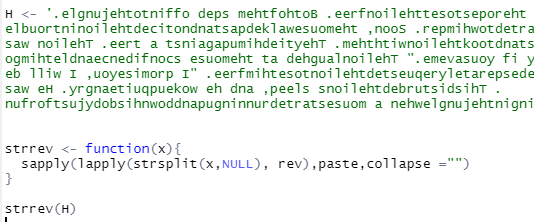 H <- '.elgnujehtotniffo deps mehtfohtoB .eerfnoilehttesotseporeht
elbuortninoilehtdecitondnatsapdeklawesuomeht ,nooS .repmihwotdetra
saw noilehT .eert a tsniagapumihdeityehT .mehthtiwnoilehtkootdnats
ogmihteldnaecnedifnocs esuomeht ta dehgualnoilehT ".emevasuoy fi y
eb lliw I ,uoyesimorp I" .eerfmihtesotnoilehtdetseuqeryletarepsede
saw eH .yrgnaetiuqpuekow eh dna ,peels snoilehtdebrutsidsihT .
nufroftsujydobsihnwoddnapugninnurdetratsesuom a nehwelgnujehtnigni
strrev <- function(x){
sapply(lapply(strsplit(x,NULL), rev),paste,collapse ="")
}
strrev(H)